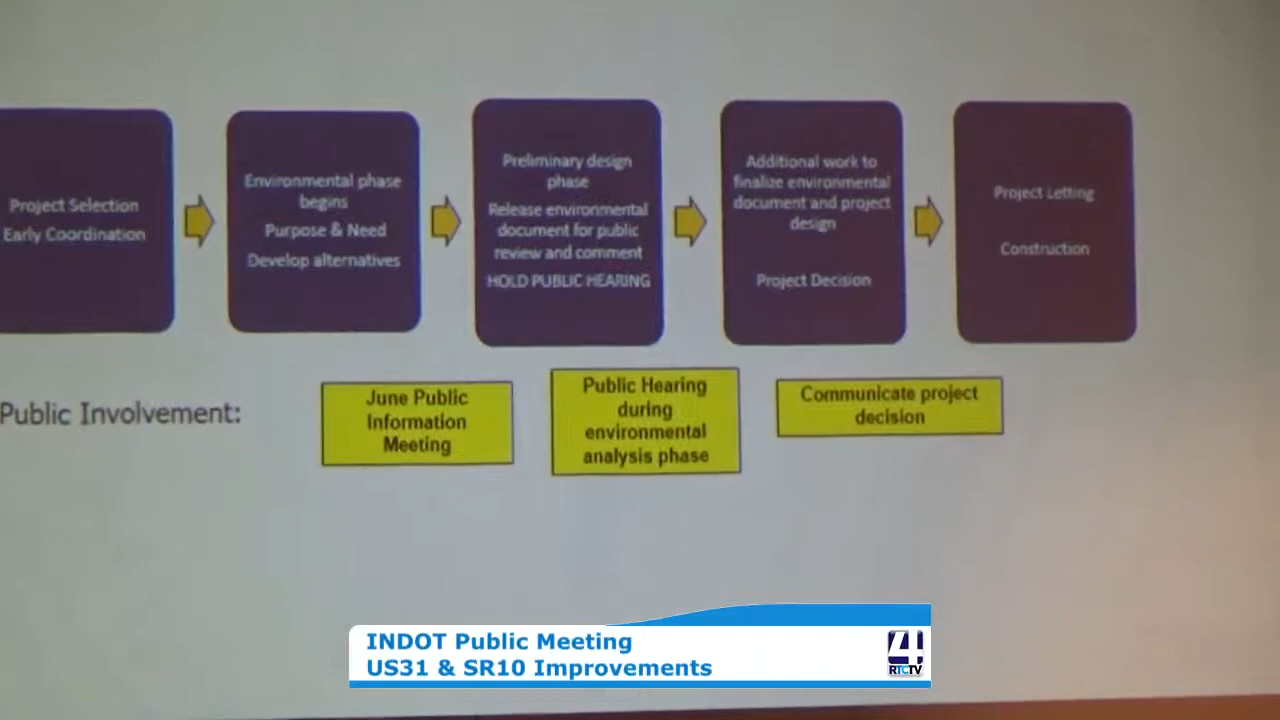 Project Selection
Early Coordination
Environmental phase
begins
Purpose & Need
Develop alternatives
Preliminary design
phase
Release environmental
document for public
review and comment
HOLD PUBLIC HEARING
Additional work to
finalize environmental
document and project
design
Project Decision
Project Letting
Construction
Public Involvement:
June Public
Information
Meeting
Public Hearing
during
environmental
analysis phase
Communicate project
decision
INDOT Public Meeting
US31 & SR10 Improvements
4
RTCTV